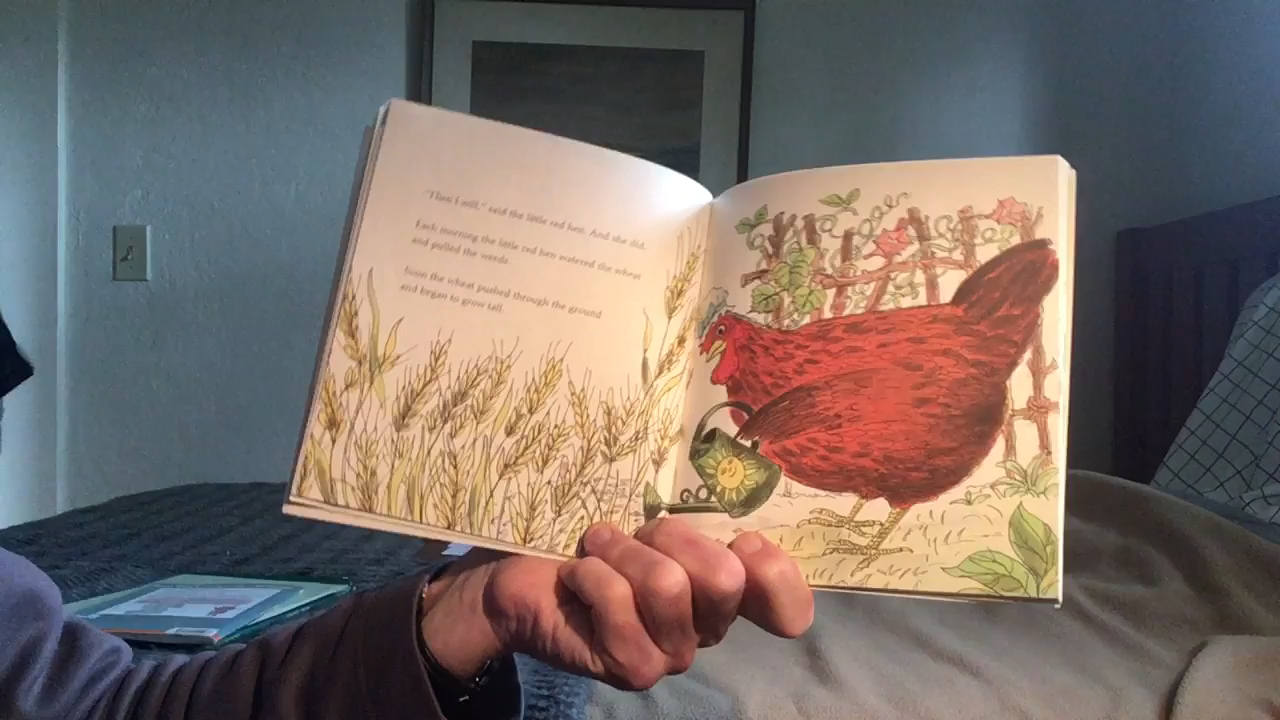 "Then I will," said the little red hen. And she did.
Each morning the little red hen watered the wheat
and pulled the weeds.
Soon the wheat pushed through the ground
and began to grow tall.